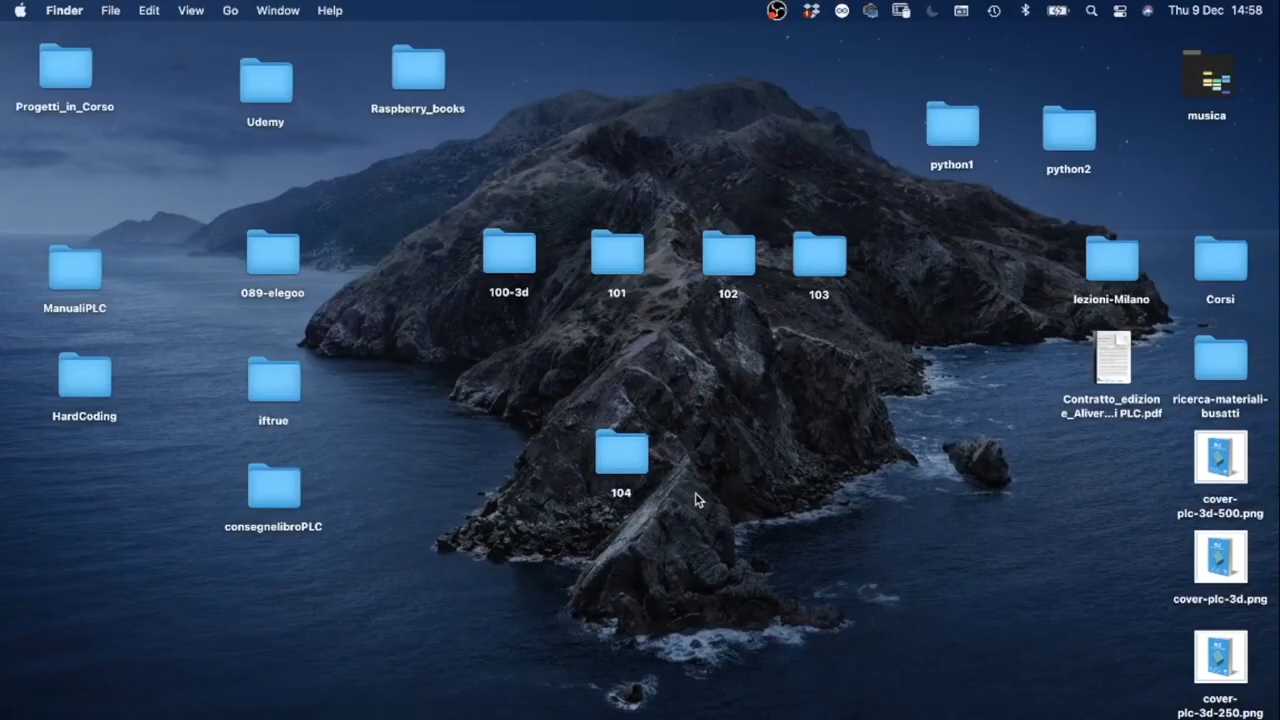 Finder File Edit View Go Window Help Thu 9 Dec 14:58
Progetti_in_Corso
Udemy
Raspberry_books
python1
python2
musica
ManualiPLC
089-elegoo
100-3d
101
102
103
lezioni-Milano
Corsi
HardCoding
iftrue
Contratto_edizion
e_Aliver...i PLC.pdf
ricerca-materiali-
busatti
104
consegnelibroPLC
cover-
plc-3d-500.png
cover-plc-3d.png
cover-
plc-3d-250.png